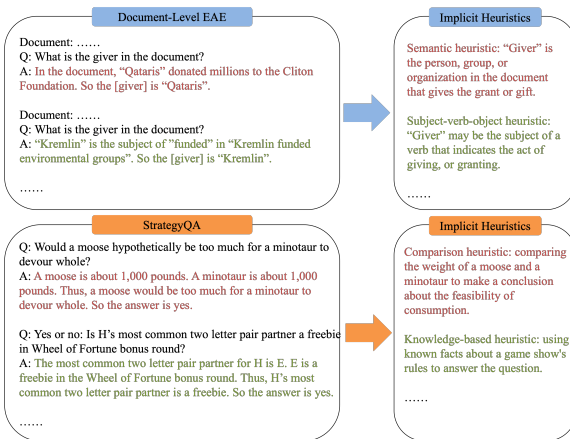 Document-Level EAE
Document: ……
Q: What is the giver in the document?
A: In the document, “Qataris” donated millions to the Cliton
Foundation. So the [giver] is “Qataris”.
Document: ……
Q: What is the giver in the document?
A: “Kremlin” is the subject of ”funded” in “Kremlin funded
environmental groups”. So the [giver] is “Kremlin”.
……
Implicit Heuristics
Semantic heuristic: “Giver” is
the person, group, or
organization in the document
that gives the grant or gift.
Subject-verb-object heuristic:
“Giver” may be the subject of a
verb that indicates the act of
giving, or granting.
……
StrategyQA
Q: Would a moose hypothetically be too much for a minotaur to
devour whole?
A: A moose is about 1,000 pounds. A minotaur is about 1,000
pounds. Thus, a moose would be too much for a minotaur to
devour whole. So the answer is yes.
Q: Yes or no: Is H’s most common two letter pair partner a freebie
in Wheel of Fortune bonus round?
A: The most common two letter pair partner for H is E. E is a
freebie in the Wheel of Fortune bonus round. Thus, H’s most
common two letter pair partner is a freebie. So the answer is yes.
……
Implicit Heuristics
Comparison heuristic: comparing
the weight of a moose and a
minotaur to make a conclusion
about the feasibility of
consumption.
Knowledge-based heuristic: using
known facts about a game show’s
rules to answer the question.
……